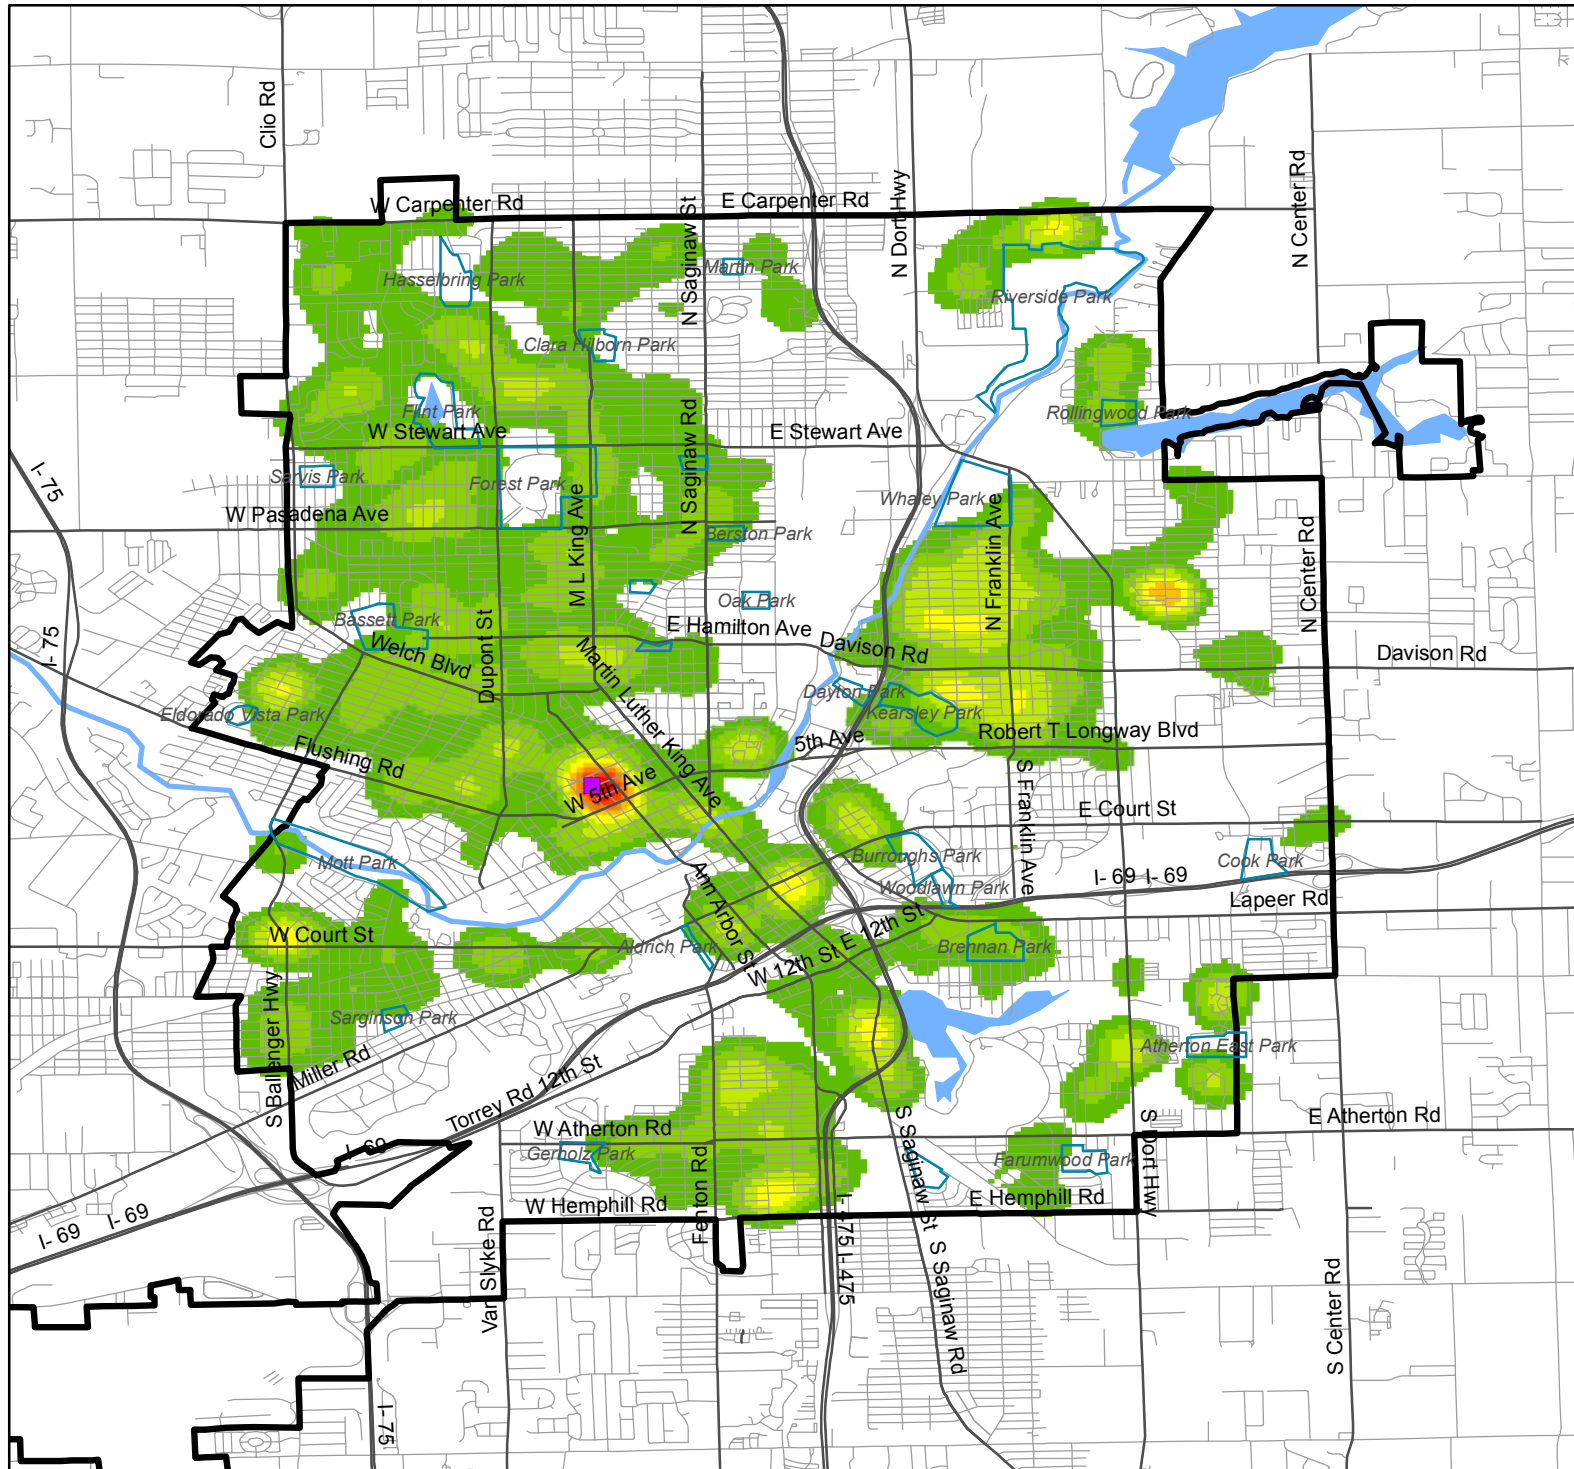 Clio Rd
W Carpenter Rd
E Carpenter Rd
N Saginaw St
N Dort Hwy
N Center Rd
Hasselbring Park
Martin Park
Riverside Park
Clara Hilborn Park
Flint Park
W Stewart Ave
E Stewart Ave
Rollingwood Park
N Saginaw Rd
I- 75
Sarvis Park
Forest Park
Whaley Park
W Pasadena Ave
M L King Ave
Berston Park
N Franklin Ave
N Center Rd
Oak Park
Bassett Park
E Hamilton Ave
Davison Rd
Davison Rd
I- 75
Welch Blvd
Dupont St
Martin Luther King Ave
Dayton Park
Kearsley Park
Eldorado Vista Park
Robert T Longway Blvd
5th Ave
Flushing Rd
W 5th Ave
S Franklin Ave
E Court St
Mott Park
Burroughs Park
Cook Park
Woodlawn Park
I- 69
I- 69
Lapeer Rd
Ann Arbor St
W Court St
Aldrich Park
W 12th St
E 12th St
Brennan Park
S Ballenger Hwy
Sarginson Park
Atherton East Park
Miller Rd
Torrey Rd
12th St
W Atherton Rd
E Atherton Rd
S Dort Hwy
I- 69
Gerholz Park
Farumwood Park
S Saginaw St
W Hemphill Rd
E Hemphill Rd
Fenton Rd
I- 69
I- 69
Van Slyke Rd
I- 475
I- 475
S Saginaw Rd
S Center Rd
I- 75